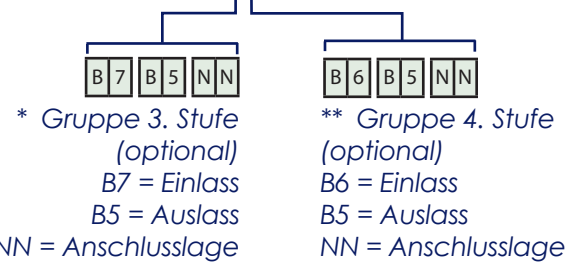 B7 B5 NN
* Gruppe 3. Stufe
(optional)
B7 = Einlass
B5 = Auslass
NN = Anschlusslage
B6 B5 NN
** Gruppe 4. Stufe
(optional)
B6 = Einlass
B5 = Auslass
NN = Anschlusslage